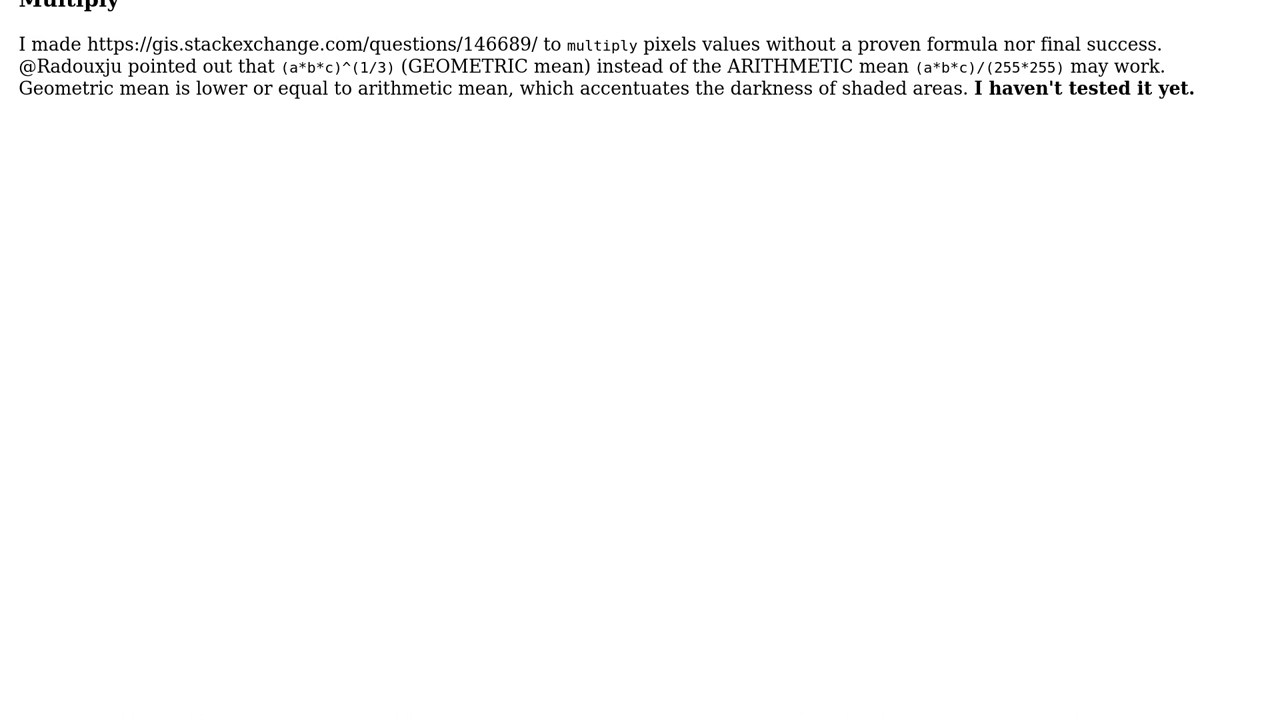 Multiply
I made https://gis.stackexchange.com/questions/146689/ to multiply pixels values without a proven formula nor final success.
@Radouxju pointed out that (a*b*c)^(1/3) (GEOMETRIC mean) instead of the ARITHMETIC mean (a*b*c)/(255*255) may work.
Geometric mean is lower or equal to arithmetic mean, which accentuates the darkness of shaded areas. I haven't tested it yet.